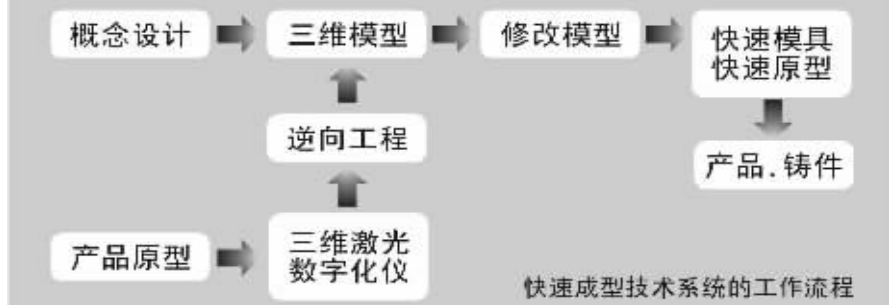 概念设计
三维模型
修改模型
快速模具
快速原型
逆向工程
产品.铸件
产品原型
三维激光
数字化仪
快速成型技术系统的工作流程